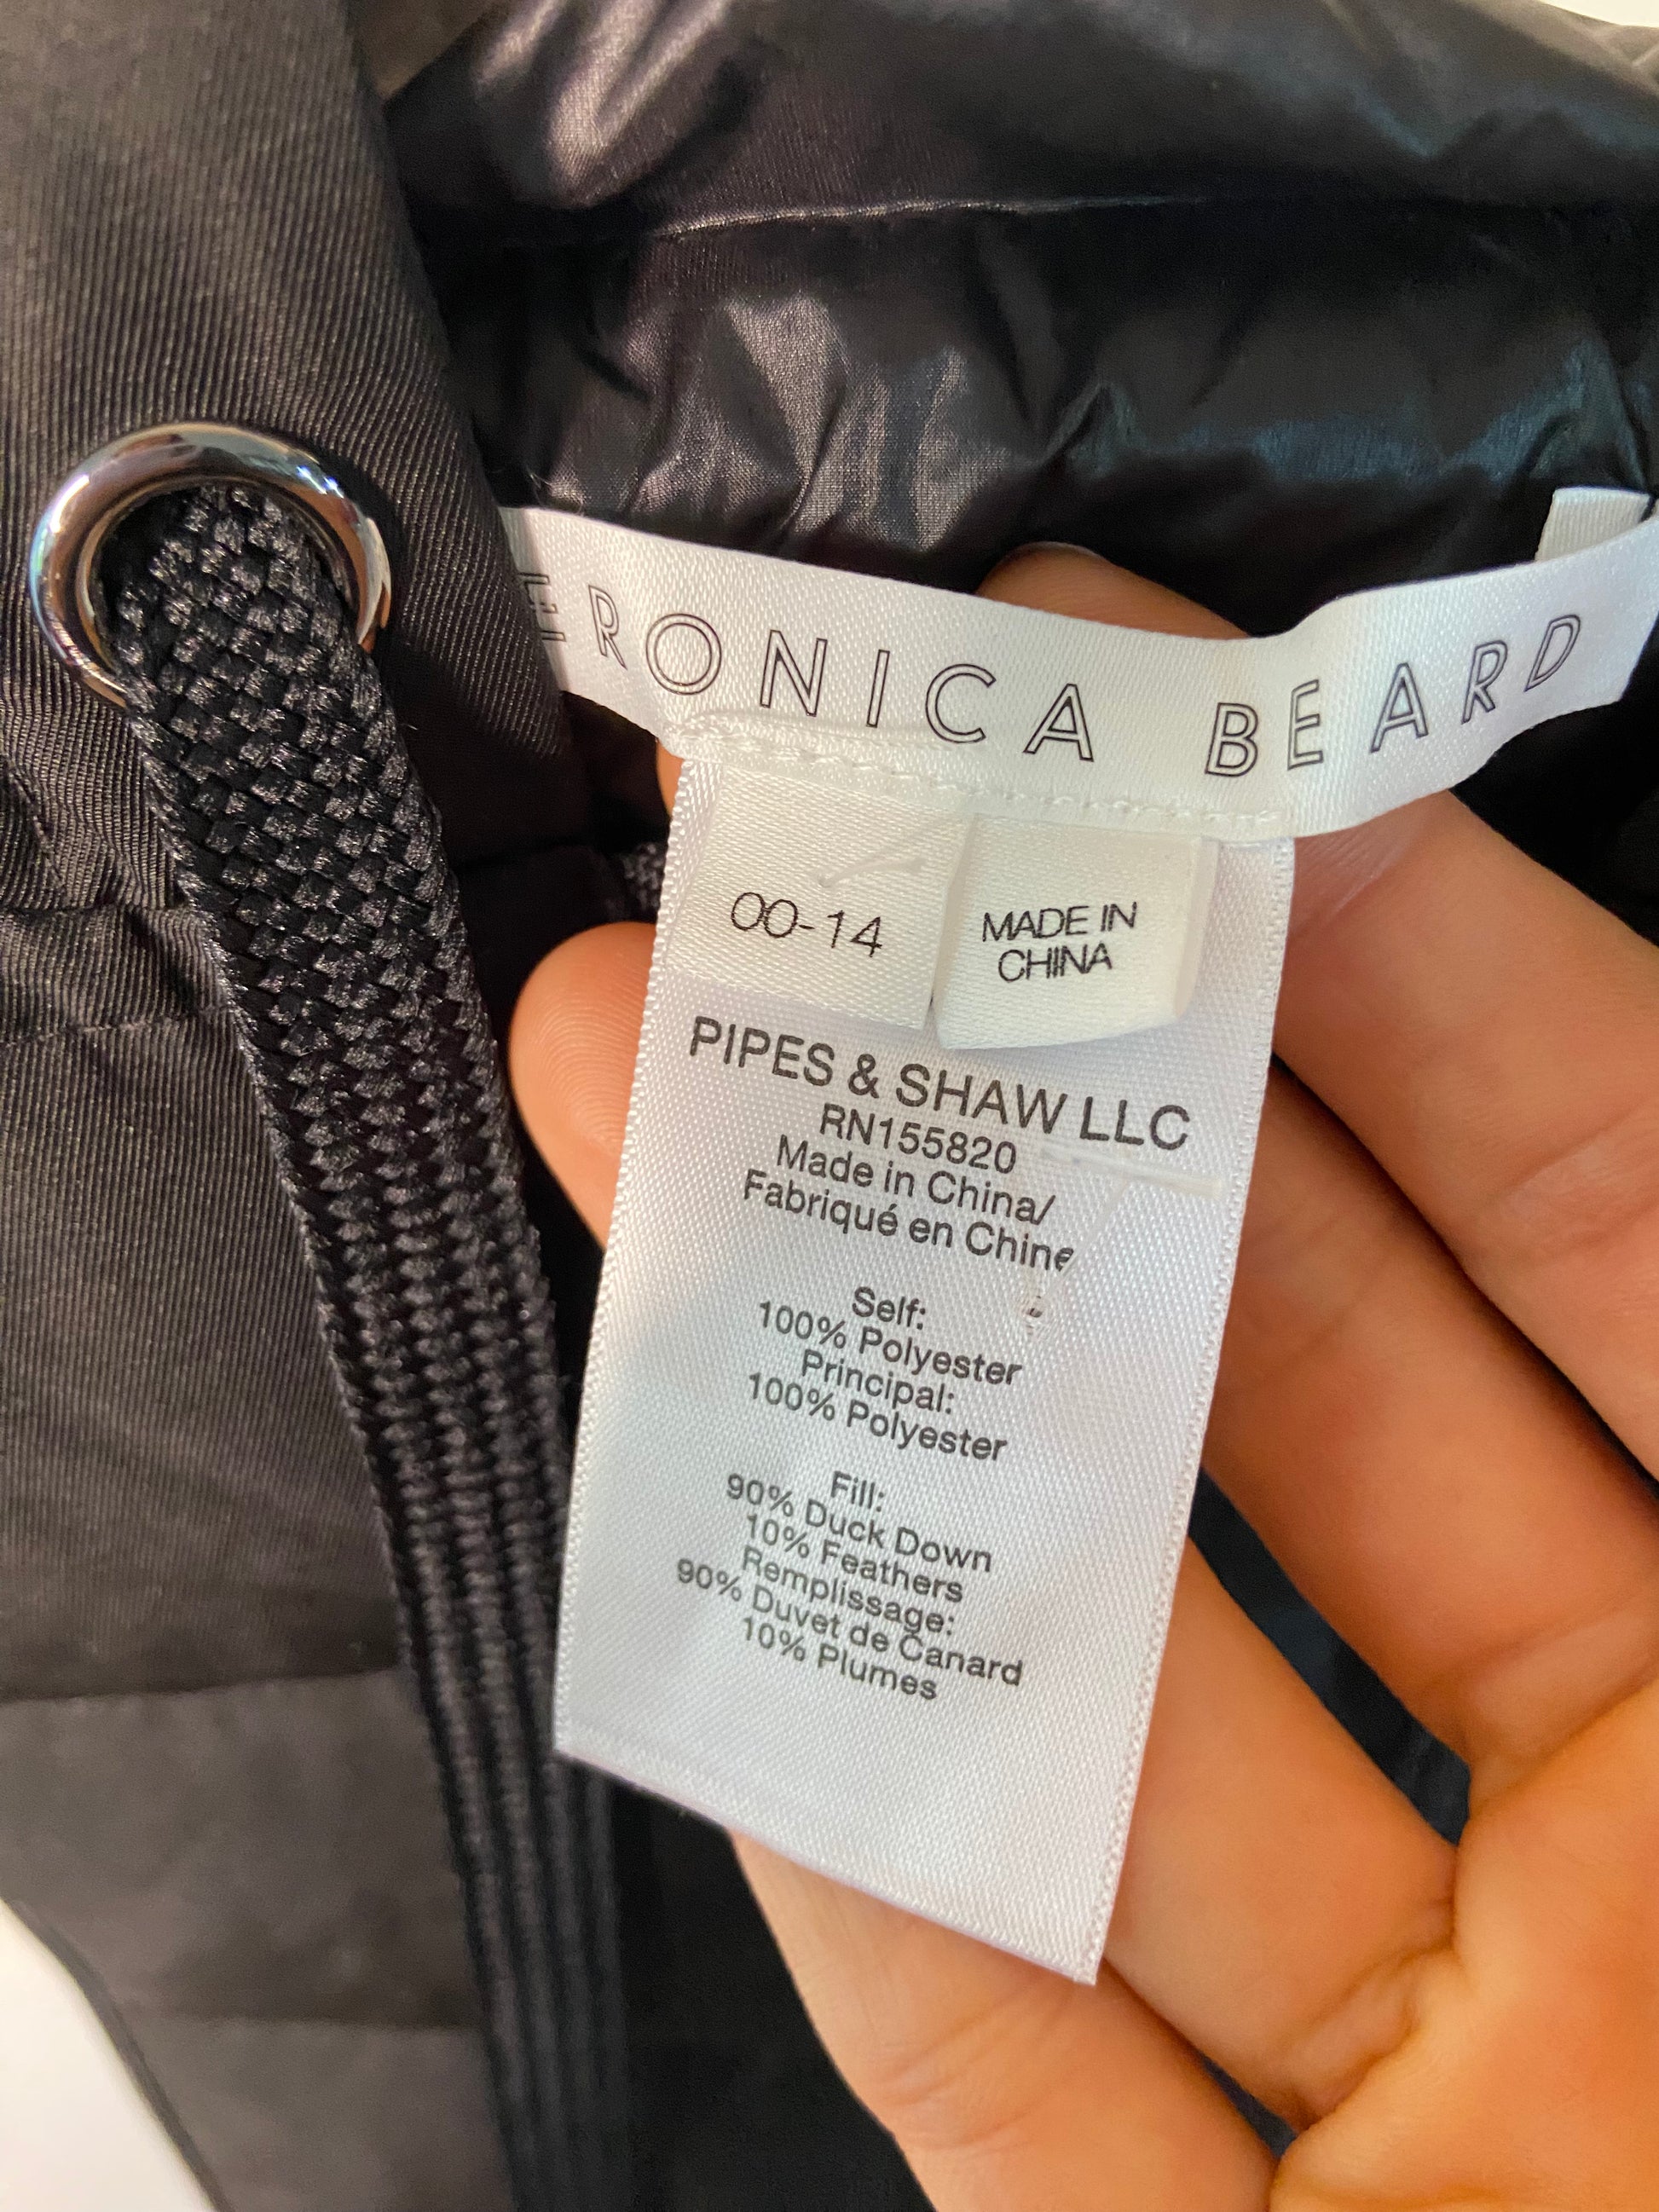 ERONICA BEARD
00-14
MADE IN
CHINA
PIPES & SHAW LLC
RN155820
Made in China/
Fabriqué en Chine
Self:
100% Polyester
Principal:
100% Polyester
Fill:
90% Duck Down
10% Feathers
Remplissage:
90% Duvet de Canard
10% Plumes